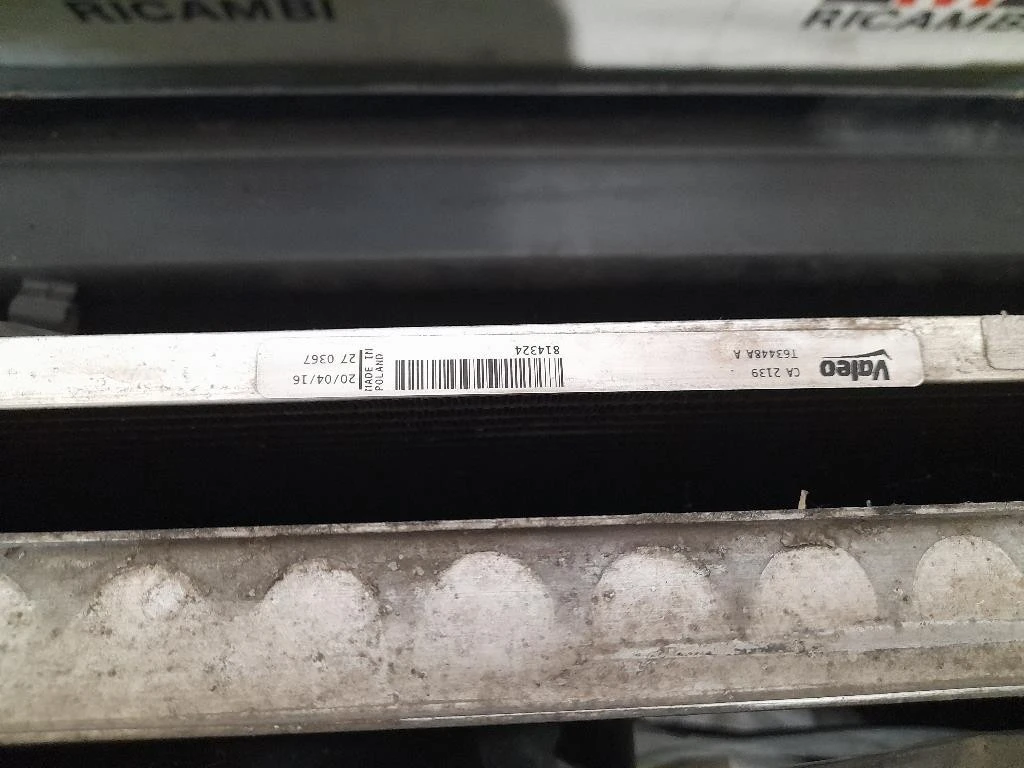 RICAMBI
RICAMBI
Valeo
CA 2139
T63448A A
814324
MADE IN
POLAND
20/04/16
27 0367